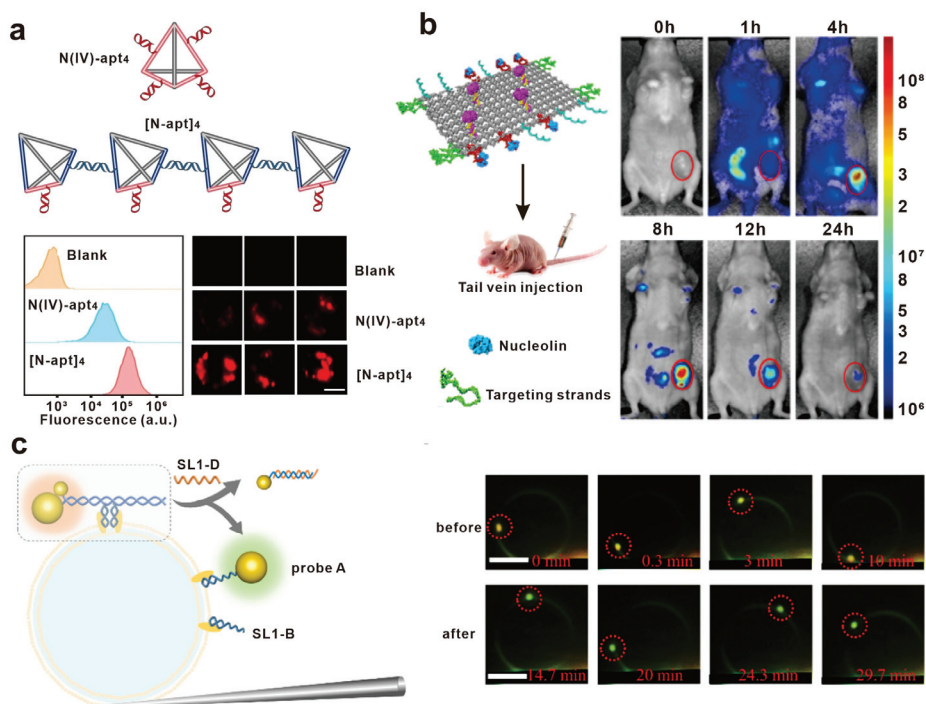 a
N(IV)-apt4
[N-apt]4
Blank
N(IV)-apt4
[N-apt]4
10³ 10⁴ 10⁵ 10⁶
Fluorescence (a.u.)
Blank
N(IV)-apt4
[N-apt]4
b
Tail vein injection
Nucleolin
Targeting strands
0h 1h 4h
8h 12h 24h
10⁸
8
6
5
3
2
10⁷
8
6
5
3
2
10⁶
c
SL1-D
probe A
SL1-B
before
0 min 0.3 min 3 min 10 min
after
14.7 min 20 min 24.3 min 29.7 min